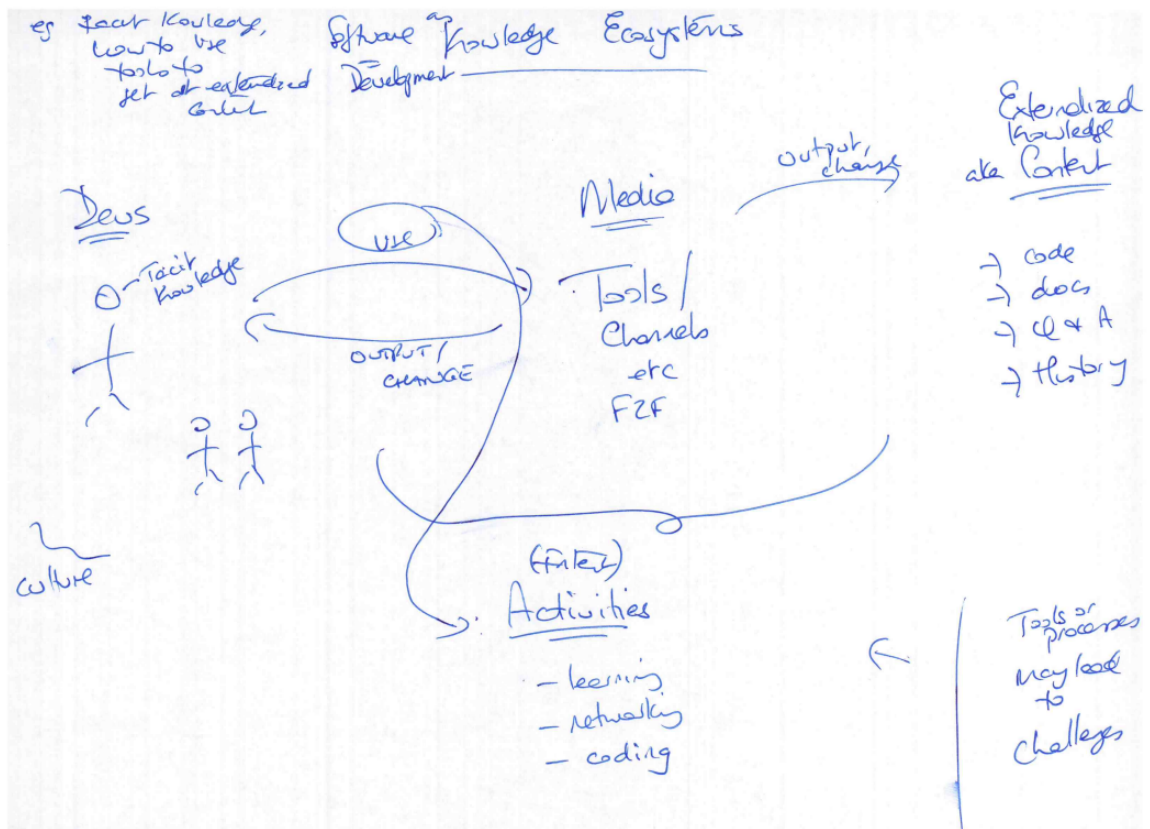 eg Tacit Knowledge,
how to use
tools to
get at externalized
content
Software as Knowledge Ecosystems
Development
Externalized
Knowledge
aka Content
Output,
change
Devs
Tacit
Knowledge
use
OUTPUT/
CHANGE
Media
Tools/
Channels
etc
F2F
→ code
→ docs
→ Q & A
→ History
culture
Activities
- learning
- networking
- coding
Tools or
processes
may lead
to
challenges